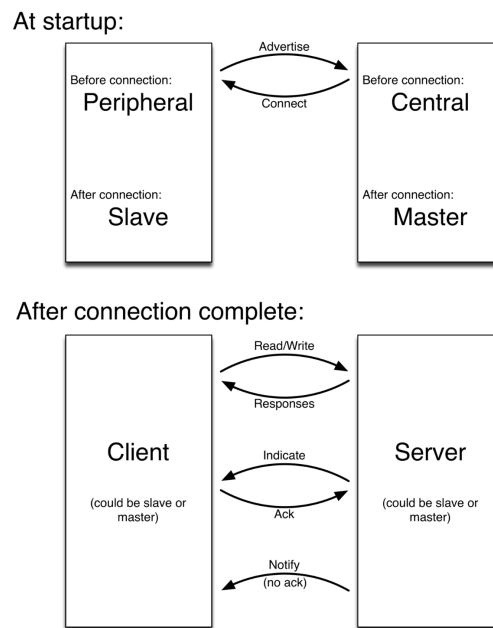 At startup:
Advertise
Before connection:
Peripheral
Before connection:
Central
Connect
After connection:
Slave
After connection:
Master
After connection complete:
Read/Write
Responses
Client
Server
Indicate
(could be slave or
master)
(could be slave or
master)
Ack
Notify
(no ack)